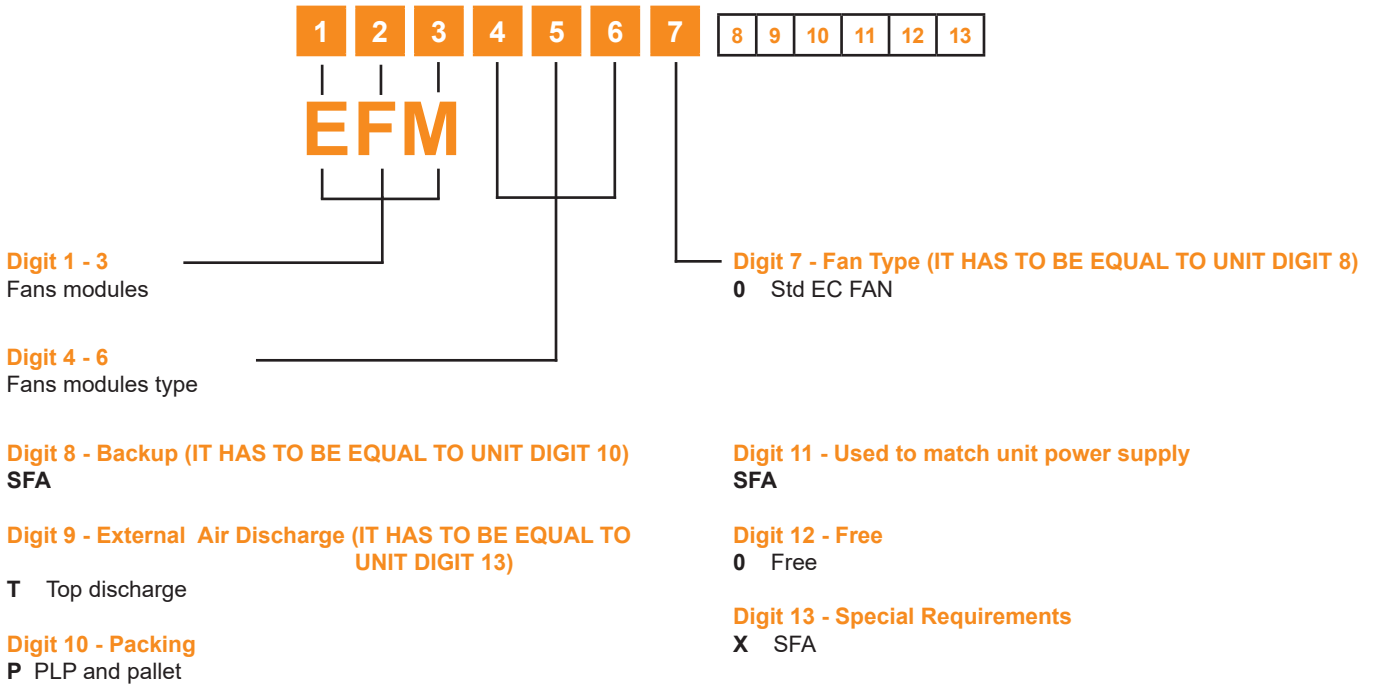 1 2 3 4 5 6 7 8 9 10 11 12 13
EFM
Digit 1 - 3
Fans modules
Digit 4 - 6
Fans modules type
Digit 7 - Fan Type (IT HAS TO BE EQUAL TO UNIT DIGIT 8)
0 Std EC FAN
Digit 8 - Backup (IT HAS TO BE EQUAL TO UNIT DIGIT 10)
SFA
Digit 9 - External Air Discharge (IT HAS TO BE EQUAL TO
UNIT DIGIT 13)
T Top discharge
Digit 10 - Packing
P PLP and pallet
Digit 11 - Used to match unit power supply
SFA
Digit 12 - Free
0 Free
Digit 13 - Special Requirements
X SFA